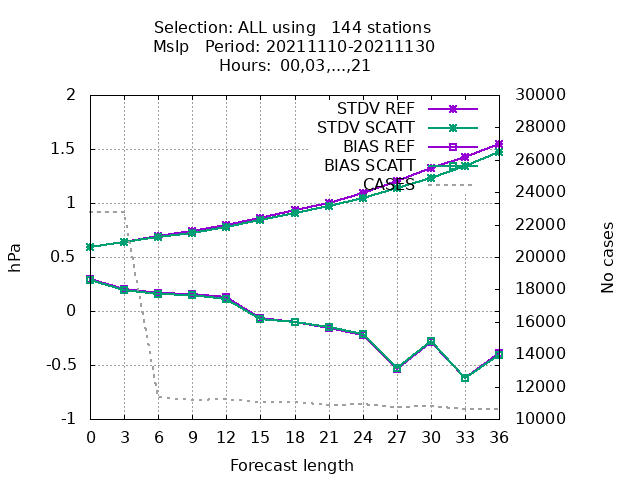 Selection: ALL using   144 stations
Mslp   Period: 20211110-20211130
Hours:  00,03,...,21
2
1.5
1
0.5
0
-0.5
-1
hPa
STDV REF
STDV SCATT
BIAS REF
BIAS SCATT
CASES
30000
28000
26000
24000
22000
20000
18000
16000
14000
12000
10000
No cases
0 3 6 9 12 15 18 21 24 27 30 33 36
Forecast length